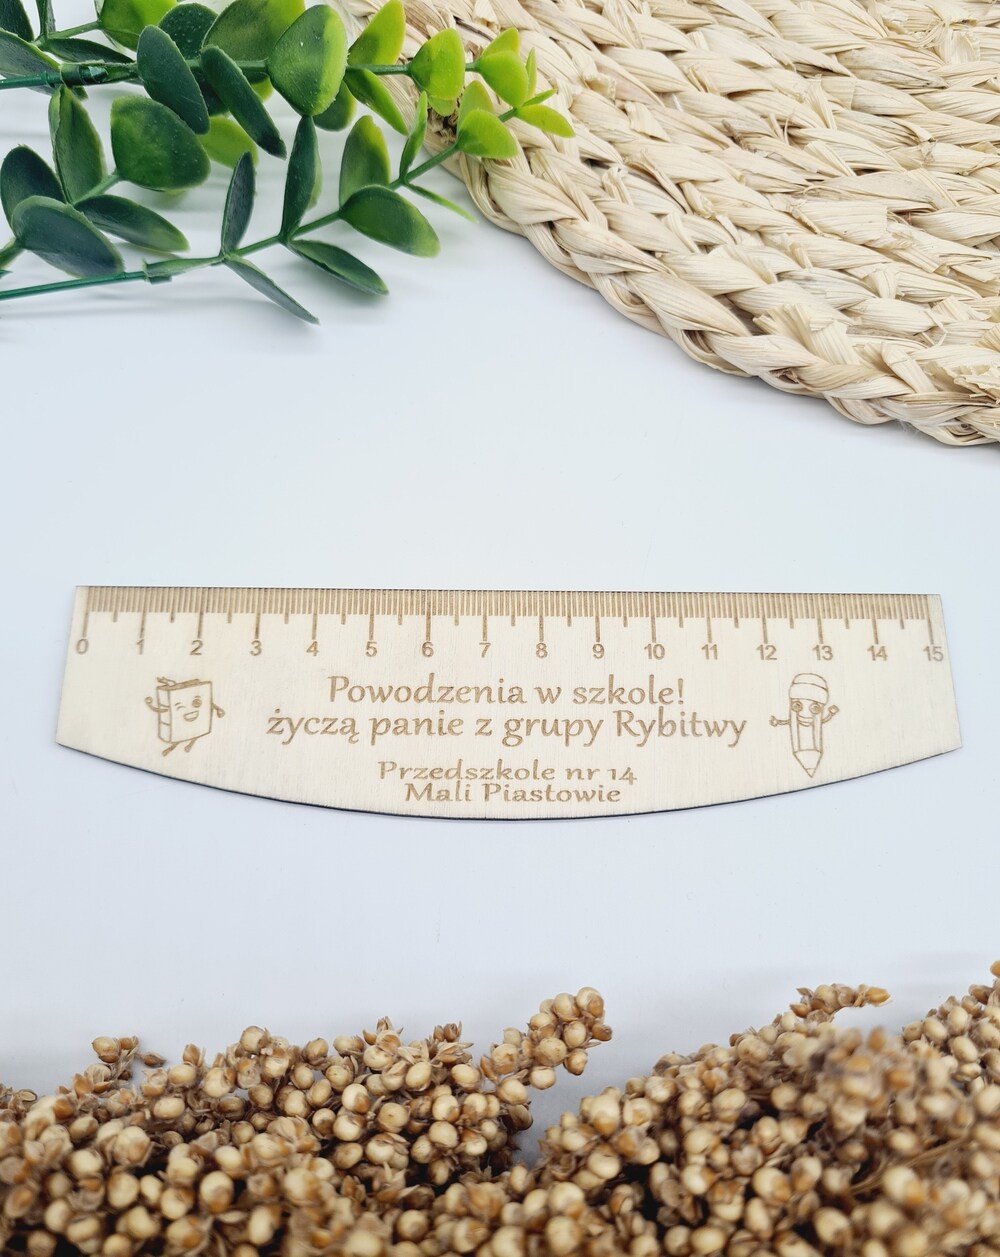 0 1 2 3 4 5 6 7 8 9 10 11 12 13 14 15
Powodzenia w szkole!
życzą panie z grupy Rybitwy
Przedszkole nr 14
Mali Piastowie